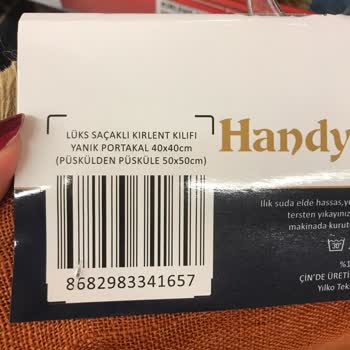 LÜKS SAÇAKLI KIRLENT KILIFI
YANIK PORTAKAL 40x40cm
(PÜSKÜLDEN PÜSKÜLE 50x50cm)
8682983341657
Handy
Ilık suda elde hassas,
tersten yıkayınız
makinada kurut
30°
%1
ÇİN'DE ÜRETİ
Yılko Tek